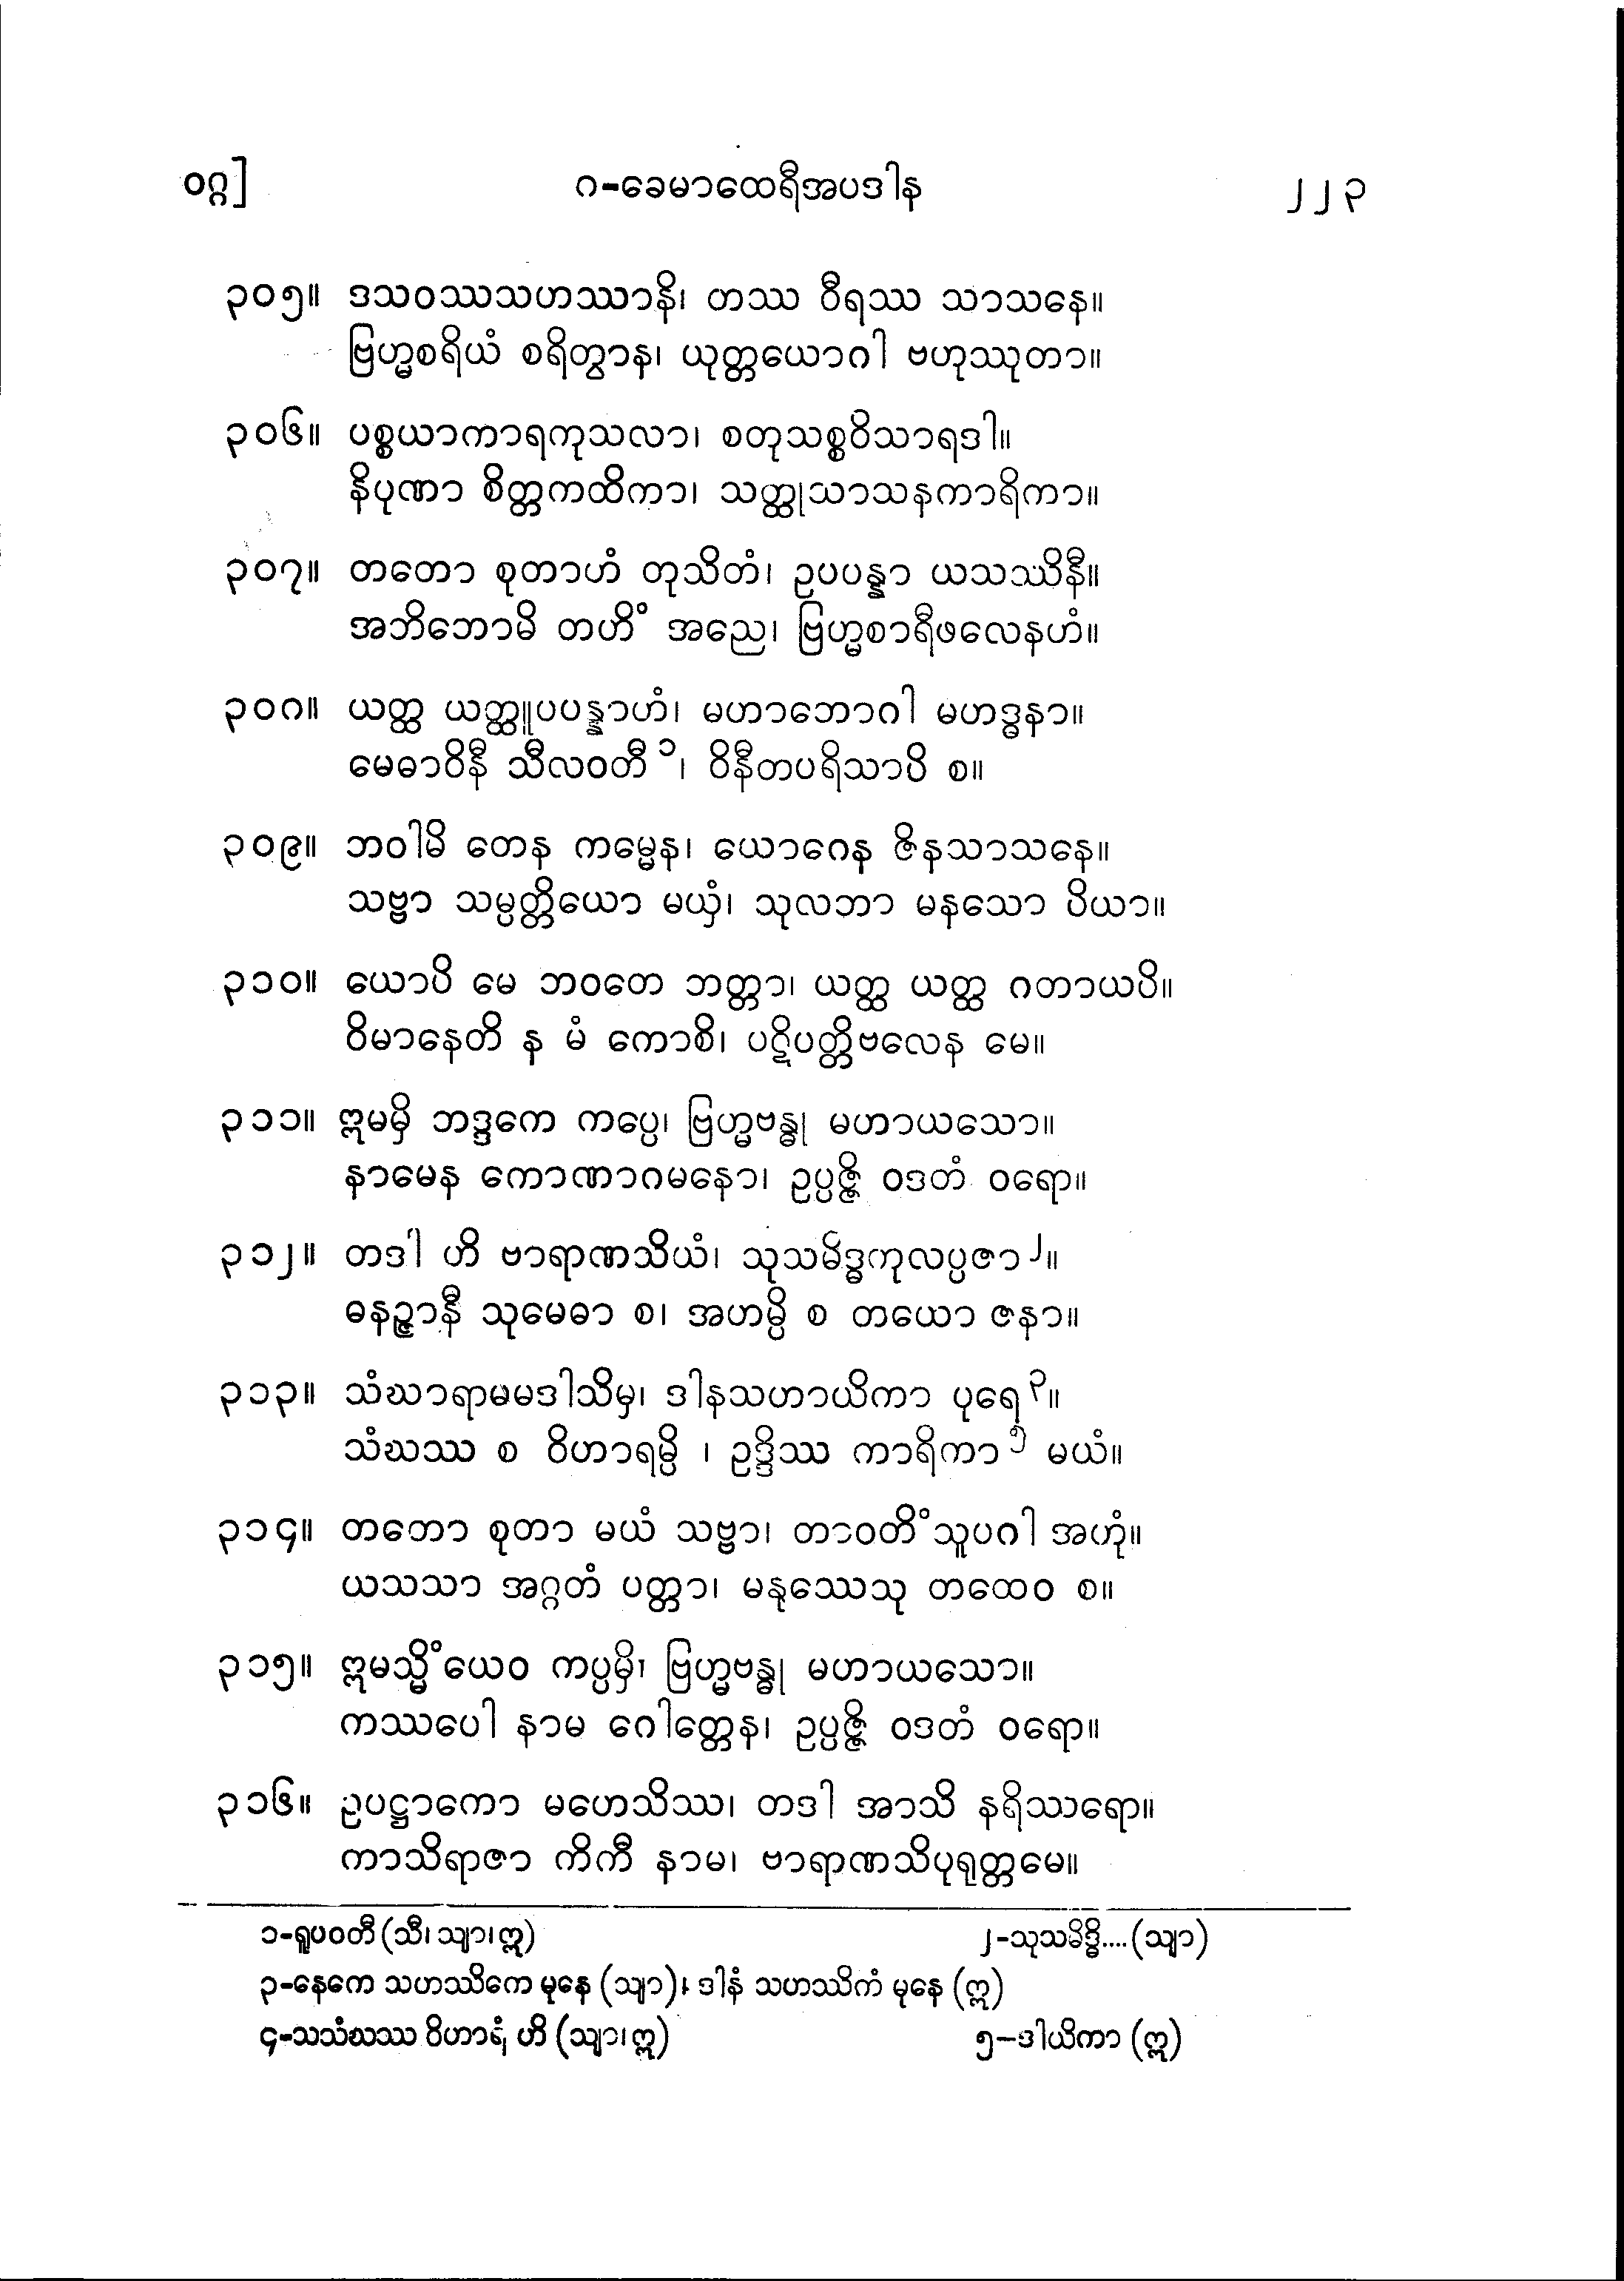 ဝဂ္ဂ]
ဂ-ခေမာထေရီအပဒါန
၂၂၃
၃၀၅။ ဒသဝဿသဟဿာနိ၊ တဿ ဝီရဿ သာသနေ။
ဗြဟ္မစရိယံ စရိတွာန၊ ယုတ္တယောဂါ ဗဟုဿုတာ။
၃၀၆။ ပစ္စယာကာရကုသလာ၊ စတုသစ္စဝိသာရဒါ။
နိပုဏာ စိတ္တကထိကာ၊ သတ္ထုသာသနကာရိကာ။
၃၀၇။ တတော စုတာဟံ တုသိတံ၊ ဥပပန္နာ ယသဿိနီ။
အဘိဘောမိ တဟိံ အညေ၊ ဗြဟ္မစာရီဖလေနဟံ။
၃၀ဂ။ ယတ္ထ ယတ္ထူပပန္နာဟံ၊ မဟာဘောဂါ မဟဒ္ဓနာ။
မေဓာဝိနီ သီလဝတီ ၁၊ ဝိနီတပရိသာပိ စ။
၃၀၉။ ဘဝါမိ တေန ကမ္မေန၊ ယောဂေန ဇိနသာသနေ။
သဗ္ဗာ သမ္ပတ္တိယော မယှံ၊ သုလဘာ မနသော ပိယာ။
၃၁၀။ ယောပိ မေ ဘဝတေ ဘတ္တာ၊ ယတ္ထ ယတ္ထ ဂတာယပိ။
ဝိမာနေတိ န မံ ကောစိ၊ ပဋိပတ္တိဗလေန မေ။
၃၁၁။ ဣမမှိ ဘဒ္ဒကေ ကပ္ပေ၊ ဗြဟ္မဗန္ဓု မဟာယသော။
နာမေန ကောဏာဂမနော၊ ဥပ္ပဇ္ဇိ ဝဒတံ ဝရော။
၃၁၂။ တဒါ ဟိ ဗာရာဏသိယံ၊ သုသမိဒ္ဓကုလပ္ပဇာ၂။
ဓနဉ္ဇာနီ သုမေဓာ စ၊ အဟမ္ပိ စ တယော ဇနာ။
၃၁၃။ သံဃာရာမမဒါသိမှ၊ ဒါနသဟာယိကာ ပုရေ၃။
သံဃဿ စ ဝိဟာရမ္ပိ ၊ ဥဒ္ဒိဿ ကာရိကာ၅ မယံ။
၃၁၄။ တတော စုတာ မယံ သဗ္ဗာ၊ တာဝတိံသူပဂါ အဟုံ။
ယသသာ အဂ္ဂတံ ပတ္တာ၊ မနုဿေသု တထေဝ စ။
၃၁၅။ ဣမသ္မိံယေဝ ကပ္ပမှိ၊ ဗြဟ္မဗန္ဓု မဟာယသော။
ကဿပေါ နာမ ဂေါတ္တေန၊ ဥပ္ပဇ္ဇိ ဝဒတံ ဝရော။
၃၁၆။ ဥပဋ္ဌာကော မဟေသိဿ၊ တဒါ အာသိ နရိဿရော။
ကာသိရာဇာ ကိကီ နာမ၊ ဗာရာဏသိပုရုတ္တမေ။
၁-ရူပဝတီ (သီ၊ သျာ၊ ဣ)
၂-သုသမိဒ္ဓိ.... (သျာ)
၃-နေကေ သဟဿိကေ မုနေ (သျာ)၊ ဒါနံ သဟဿိကံ မုနေ (ဣ)
၄-သသံဃဿ ဝိဟာရံ ဟိ (သျာ၊ ဣ)
၅-ဒါယိကာ (ဣ)